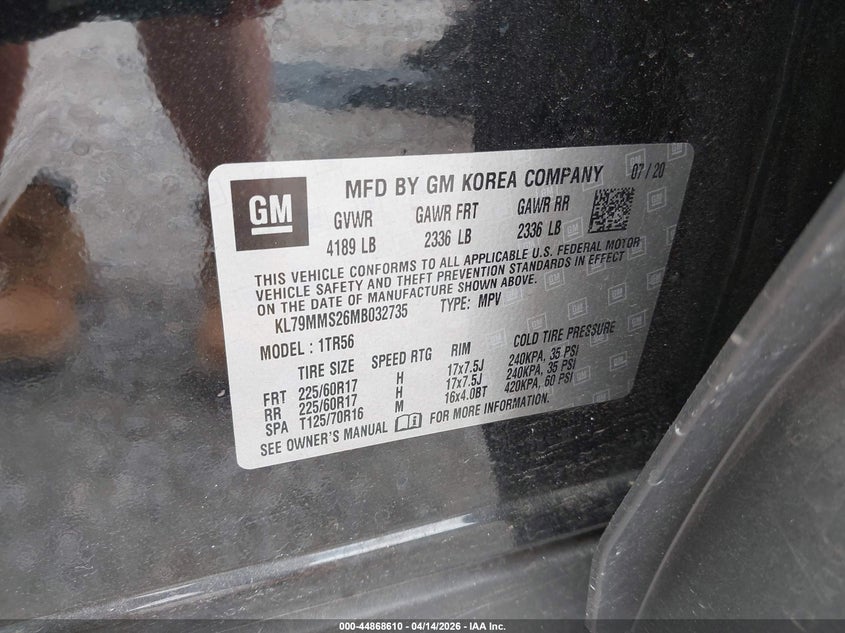 GM
MFD BY GM KOREA COMPANY 07 / 20
GVWR GAWR FRT GAWR RR
4189 LB 2336 LB 2336 LB
THIS VEHICLE CONFORMS TO ALL APPLICABLE U.S. FEDERAL MOTOR
VEHICLE SAFETY AND THEFT PREVENTION STANDARDS IN EFFECT
ON THE DATE OF MANUFACTURE SHOWN ABOVE.
KL79MMS26MB032735 TYPE: MPV
MODEL : 1TR56
TIRE SIZE SPEED RTG RIM COLD TIRE PRESSURE
FRT 225/60R17 H 17x7.5J 240KPA, 35 PSI
RR 225/60R17 H 17x7.5J 240KPA, 35 PSI
SPA T125/70R16 M 16x4.0BT 420KPA, 60 PSI
SEE OWNER'S MANUAL FOR MORE INFORMATION.
000-44868610 - 04/14/2026 - IAA Inc.